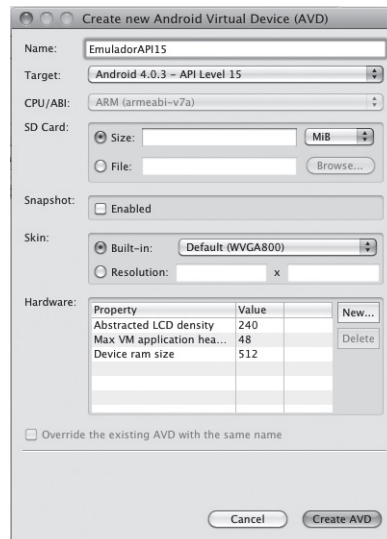 Create new Android Virtual Device (AVD)
Name: EmuladorAPI15
Target: Android 4.0.3 – API Level 15
CPU/ABI: ARM (armeabi-v7a)
SD Card:
Size: MiB
File: Browse...
Snapshot:
Enabled
Skin:
Built-in: Default (WVGA800)
Resolution: x
Hardware:
Property Value New...
Abstracted LCD density 240
Max VM application hea... 48 Delete
Device ram size 512
Override the existing AVD with the same name
Cancel Create AVD